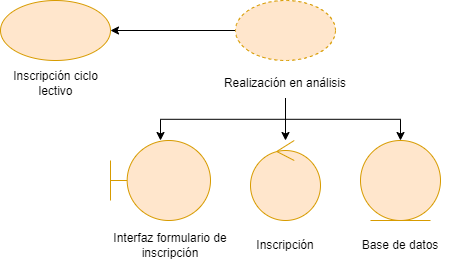 Inscripción ciclo
lectivo
Realización en análisis
Interfaz formulario de
inscripción
Inscripción
Base de datos